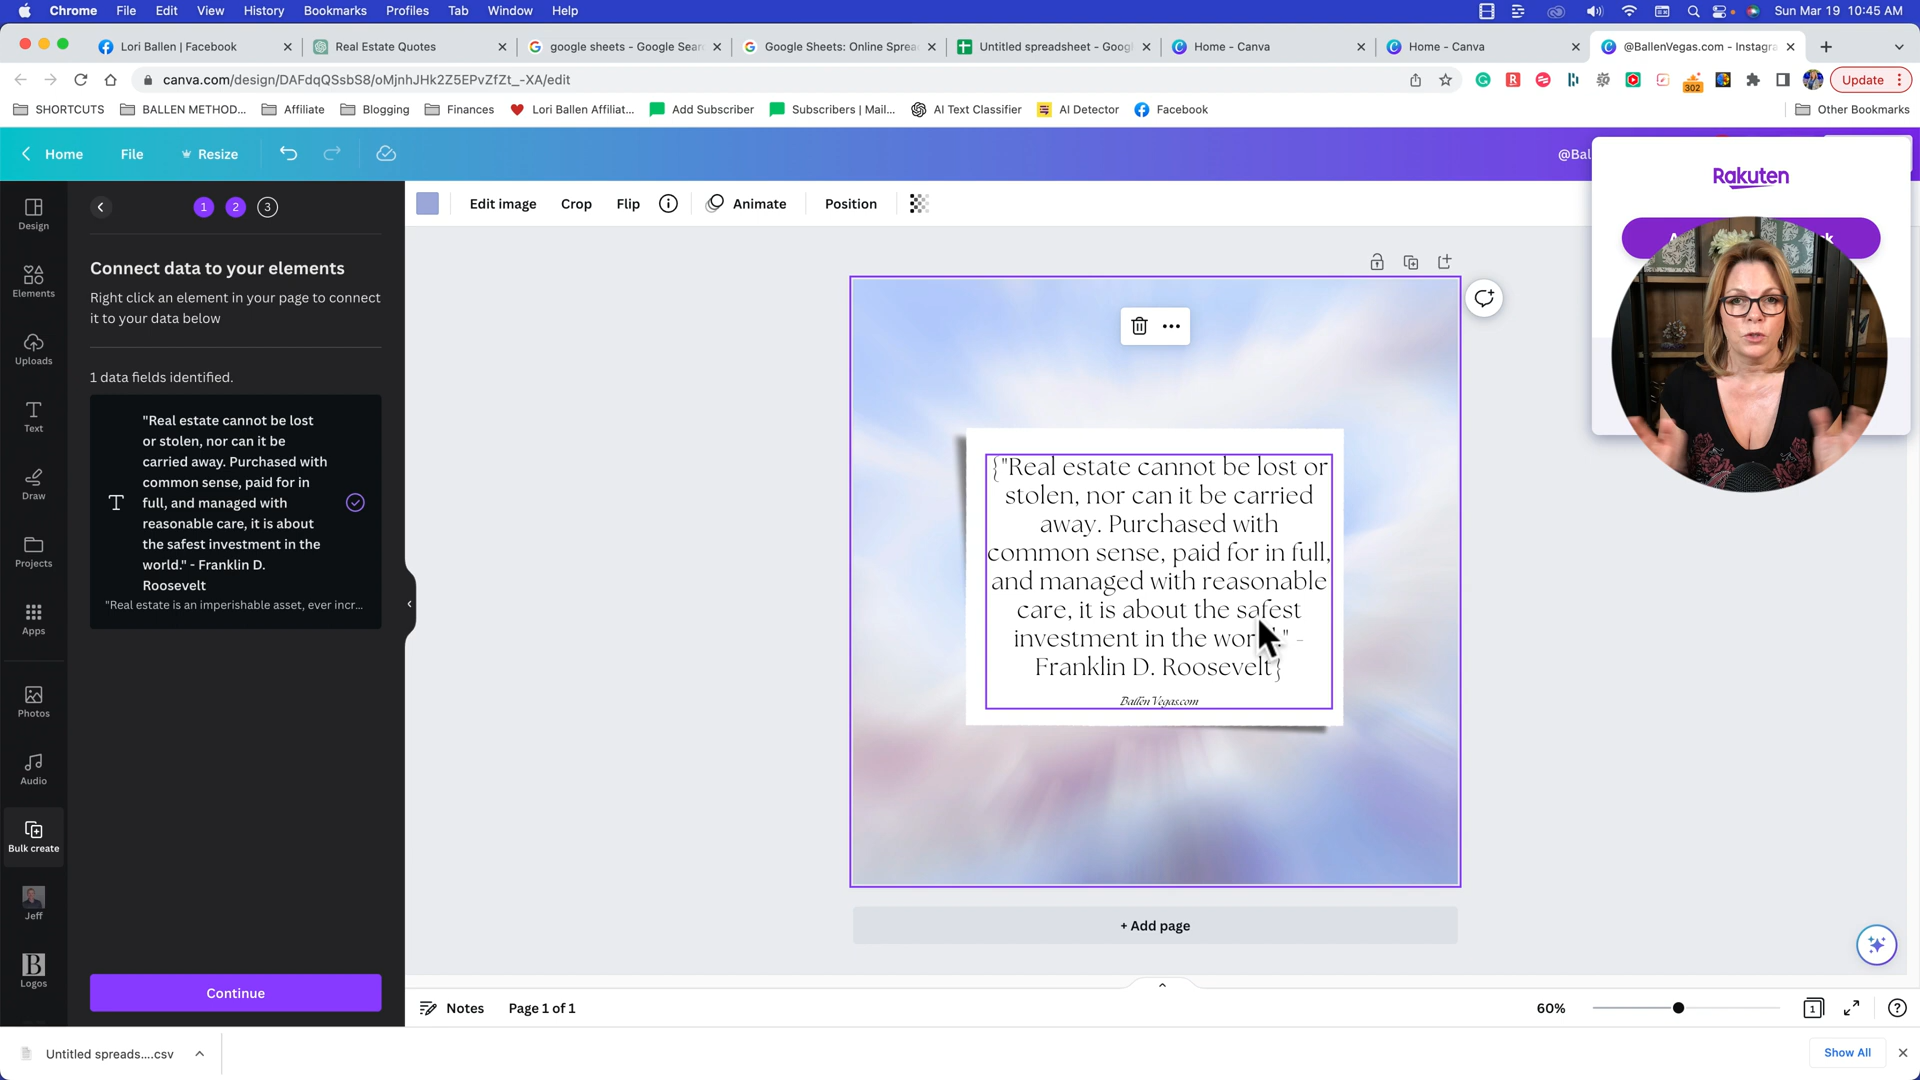 Chrome File Edit View History Bookmarks Profiles Tab Window Help
Sun Mar 19 10:45 AM
Lori Ballen | Facebook
Real Estate Quotes
google sheets - Google Sear
Google Sheets: Online Sprea
Untitled spreadsheet - Googl
Home - Canva
Home - Canva
@BallenVegas.com - Instagra
canva.com/design/DAFdqQSsbS8/oMjnhJHk2Z5EPvZfZt_-XA/edit
302
Update
SHORTCUTS
BALLEN METHOD...
Affiliate
Blogging
Finances
Lori Ballen Affiliat...
Add Subscriber
Subscribers | Mail...
AI Text Classifier
AI Detector
Facebook
Other Bookmarks
Home
File
Resize
@Bal
Rakuten
Design
Elements
Uploads
Text
Draw
Projects
Apps
Photos
Audio
Bulk create
Jeff
Logos
1 2 3
Connect data to your elements
Right click an element in your page to connect
it to your data below
1 data fields identified.
"Real estate cannot be lost
or stolen, nor can it be
carried away. Purchased with
common sense, paid for in
full, and managed with
reasonable care, it is about
the safest investment in the
world." - Franklin D.
Roosevelt
"Real estate is an imperishable asset, ever incr...
Continue
Edit image
Crop
Flip
Animate
Position
{"Real estate cannot be lost or
stolen, nor can it be carried
away. Purchased with
common sense, paid for in full,
and managed with reasonable
care, it is about the safest
investment in the wor ." -
Franklin D. Roosevelt}
BallenVegas.com
+ Add page
Notes
Page 1 of 1
60%
1
Untitled spreads....csv
Show All